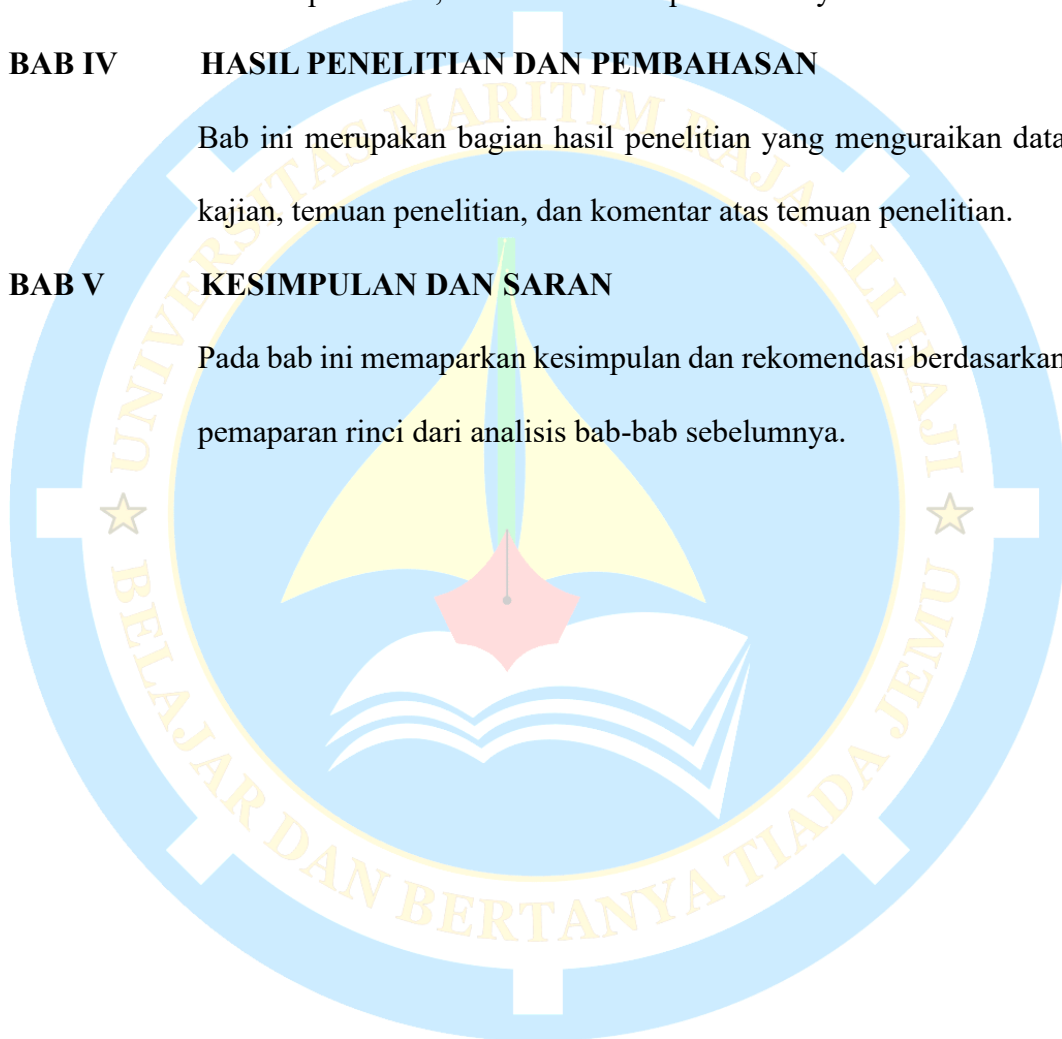 BAB IV HASIL PENELITIAN DAN PEMBAHASAN
Bab ini merupakan bagian hasil penelitian yang menguraikan data
kajian, temuan penelitian, dan komentar atas temuan penelitian.
BAB V KESIMPULAN DAN SARAN
Pada bab ini memaparkan kesimpulan dan rekomendasi berdasarkan
pemaparan rinci dari analisis bab-bab sebelumnya.
UNIVERSITAS MARITIM RAJA ALI HAJI
BELAJAR DAN BERTANYA TIADA JEMU